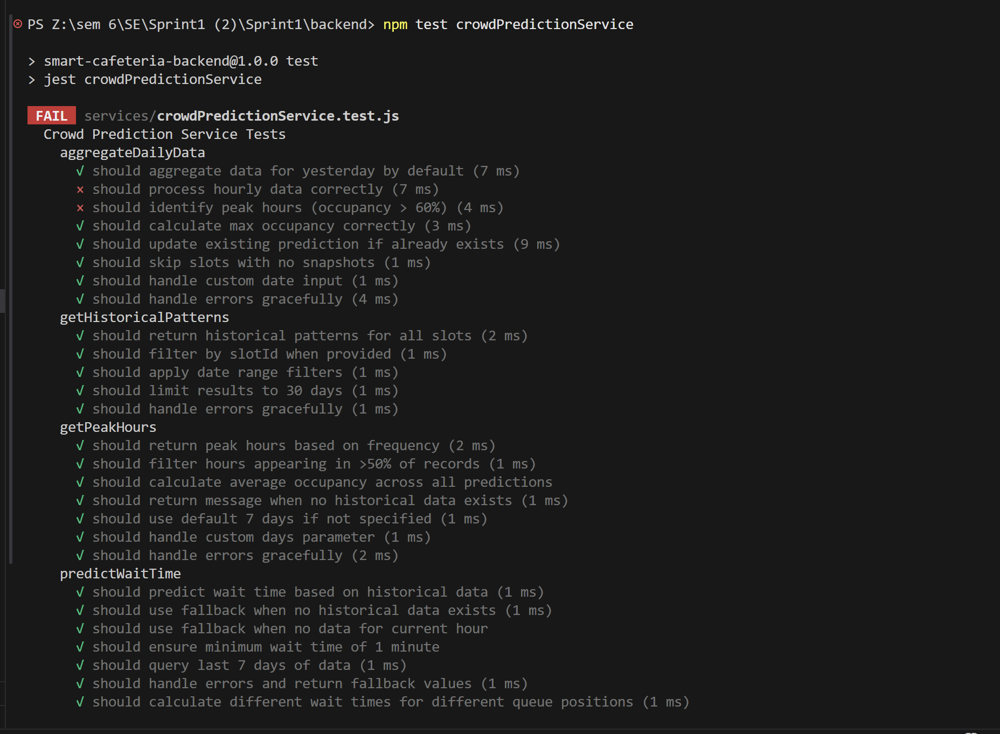 PS Z:\sem 6\SE\Sprint1 (2)\Sprint1\backend> npm test crowdPredictionService
> smart-cafeteria-backend@1.0.0 test
> jest crowdPredictionService
FAIL services/crowdPredictionService.test.js
Crowd Prediction Service Tests
aggregateDailyData
√ should aggregate data for yesterday by default (7 ms)
× should process hourly data correctly (7 ms)
× should identify peak hours (occupancy > 60%) (4 ms)
√ should calculate max occupancy correctly (3 ms)
√ should update existing prediction if already exists (9 ms)
√ should skip slots with no snapshots (1 ms)
√ should handle custom date input (1 ms)
√ should handle errors gracefully (4 ms)
getHistoricalPatterns
√ should return historical patterns for all slots (2 ms)
√ should filter by slotId when provided (1 ms)
√ should apply date range filters (1 ms)
√ should limit results to 30 days (1 ms)
√ should handle errors gracefully (1 ms)
getPeakHours
√ should return peak hours based on frequency (2 ms)
√ should filter hours appearing in >50% of records (1 ms)
√ should calculate average occupancy across all predictions
√ should return message when no historical data exists (1 ms)
√ should use default 7 days if not specified (1 ms)
√ should handle custom days parameter (1 ms)
√ should handle errors gracefully (2 ms)
predictWaitTime
√ should predict wait time based on historical data (1 ms)
√ should use fallback when no historical data exists (1 ms)
√ should use fallback when no data for current hour
√ should ensure minimum wait time of 1 minute
√ should query last 7 days of data (1 ms)
√ should handle errors and return fallback values (1 ms)
√ should calculate different wait times for different queue positions (1 ms)